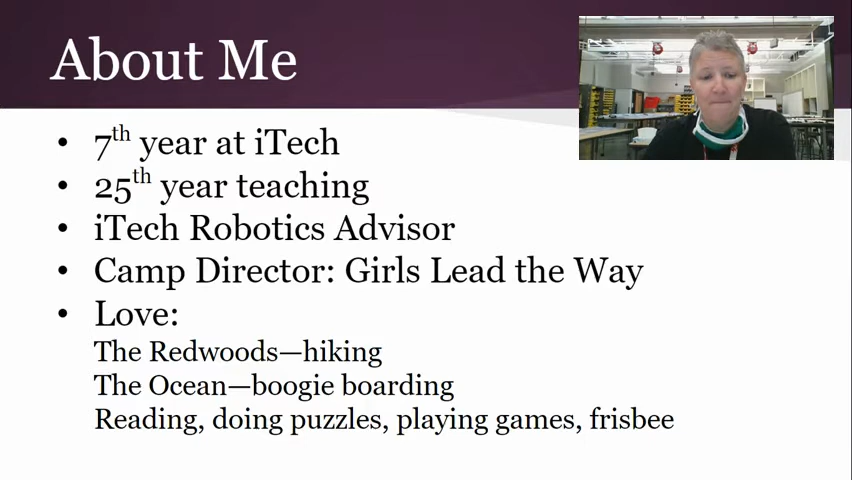 About Me
• 7th year at iTech
• 25th year teaching
• iTech Robotics Advisor
• Camp Director: Girls Lead the Way
• Love:
The Redwoods—hiking
The Ocean—boogie boarding
Reading, doing puzzles, playing games, frisbee